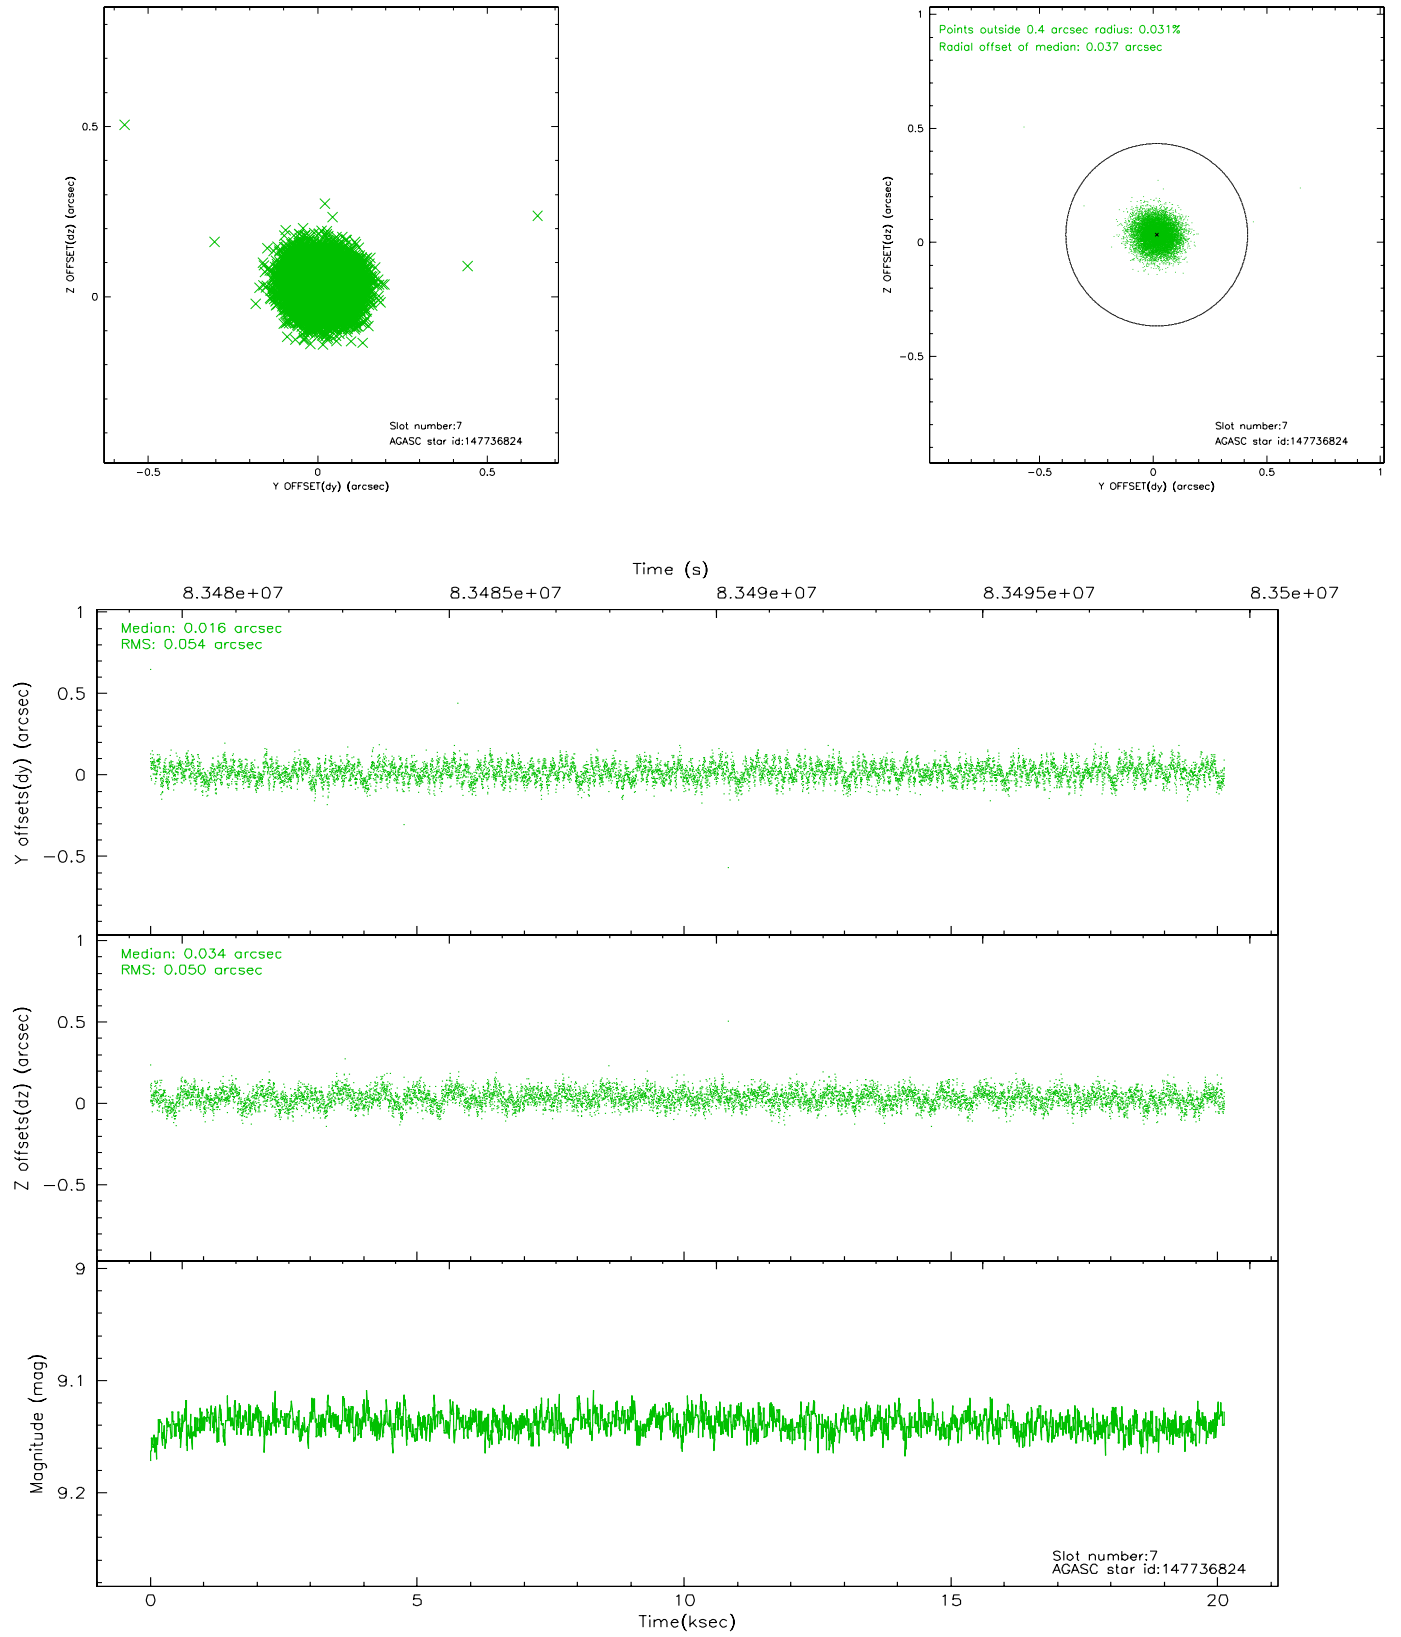 0.5
0
Z OFFSET(dz) (arcsec)
Slot number:7
AGASC star id:147736824
-0.5 0 0.5
Y OFFSET(dy) (arcsec)
Points outside 0.4 arcsec radius: 0.031%
Radial offset of median: 0.037 arcsec
1
0.5
0
-0.5
Z OFFSET(dz) (arcsec)
Slot number:7
AGASC star id:147736824
-0.5 0 0.5 1
Y OFFSET(dy) (arcsec)
Time (s)
8.348e+07 8.3485e+07 8.349e+07 8.3495e+07 8.35e+07
Median: 0.016 arcsec
RMS: 0.054 arcsec
1
0.5
0
-0.5
Y offsets(dy) (arcsec)
Median: 0.034 arcsec
RMS: 0.050 arcsec
1
0.5
0
-0.5
Z offsets(dz) (arcsec)
9
9.1
9.2
Magnitude (mag)
Slot number:7
AGASC star id:147736824
0 5 10 15 20
Time(ksec)